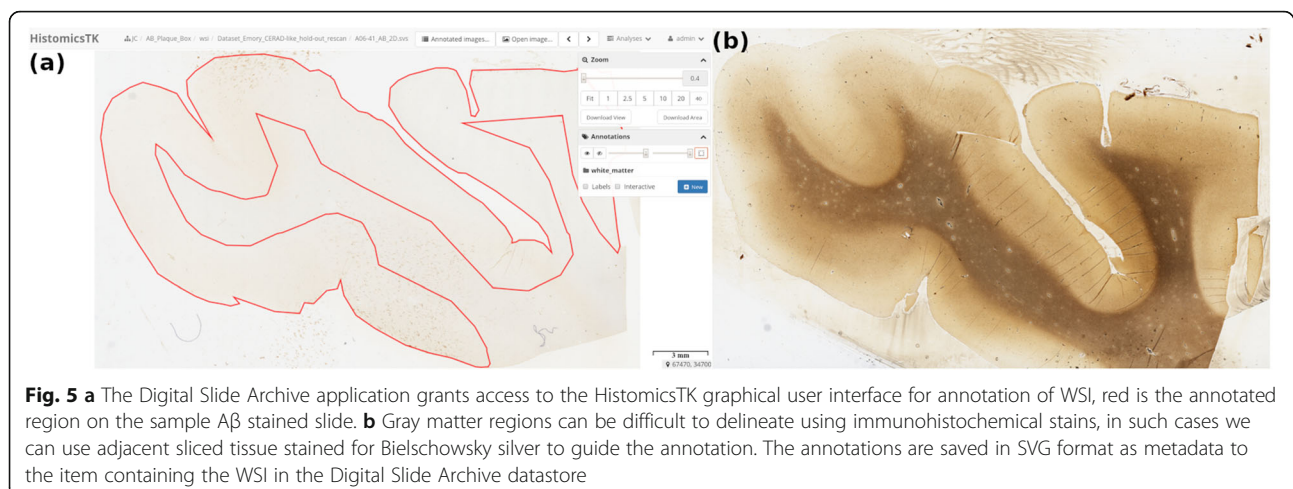 HistomicsTK JC / AB_Plaque_Box / wsi / Dataset_Emory_CERAD-like_hold-out_rescan / A06-41_AB_2D.svs Annotated images... Open image... Analyses admin
(a)
Zoom
0.4
Fit 1 2.5 5 10 20 40
Download View Download Area
Annotations
white_matter
Labels Interactive New
3 mm
67470, 34700
(b)
Fig. 5 a The Digital Slide Archive application grants access to the HistomicsTK graphical user interface for annotation of WSI, red is the annotated
region on the sample Aβ stained slide. b Gray matter regions can be difficult to delineate using immunohistochemical stains, in such cases we
can use adjacent sliced tissue stained for Bielschowsky silver to guide the annotation. The annotations are saved in SVG format as metadata to
the item containing the WSI in the Digital Slide Archive datastore